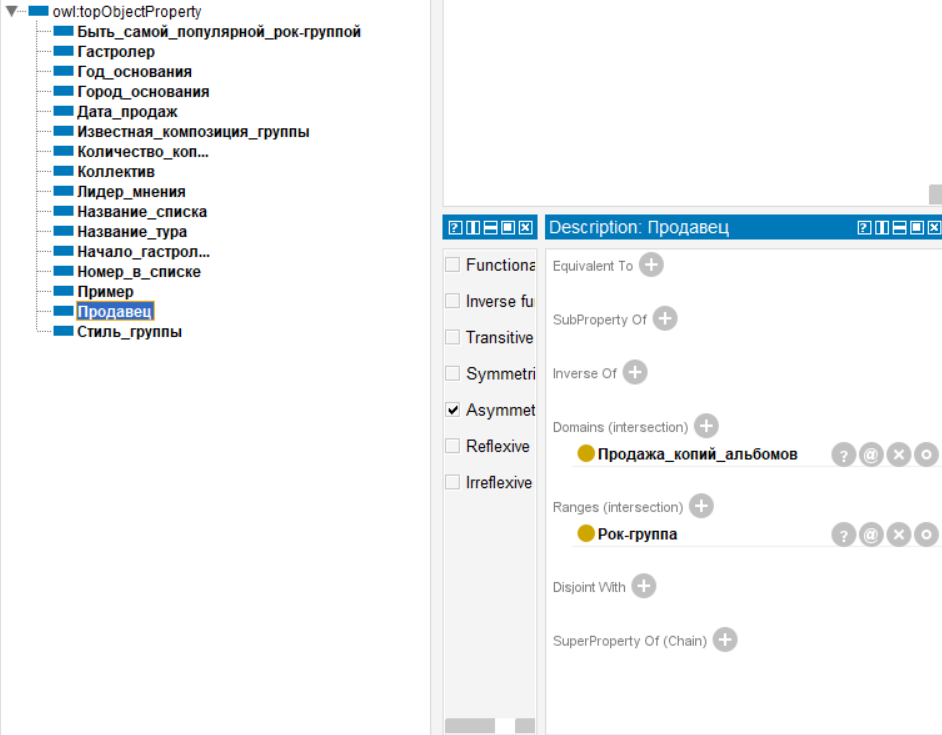 owl:topObjectProperty
Быть_самой_популярной_рок-группой
Гастролер
Год_основания
Город_основания
Дата_продаж
Известная_композиция_группы
Количество_коп...
Коллектив
Лидер_мнения
Название_списка
Название_тура
Начало_гастрол...
Номер_в_списке
Пример
Продавец
Стиль_группы
Functiona
Inverse fu
Transitive
Symmetri
Asymmet
Reflexive
Irreflexive
Description: Продавец
Equivalent To
SubProperty Of
Inverse Of
Domains (intersection)
Продажа_копий_альбомов
Ranges (intersection)
Рок-группа
Disjoint With
SuperProperty Of (Chain)